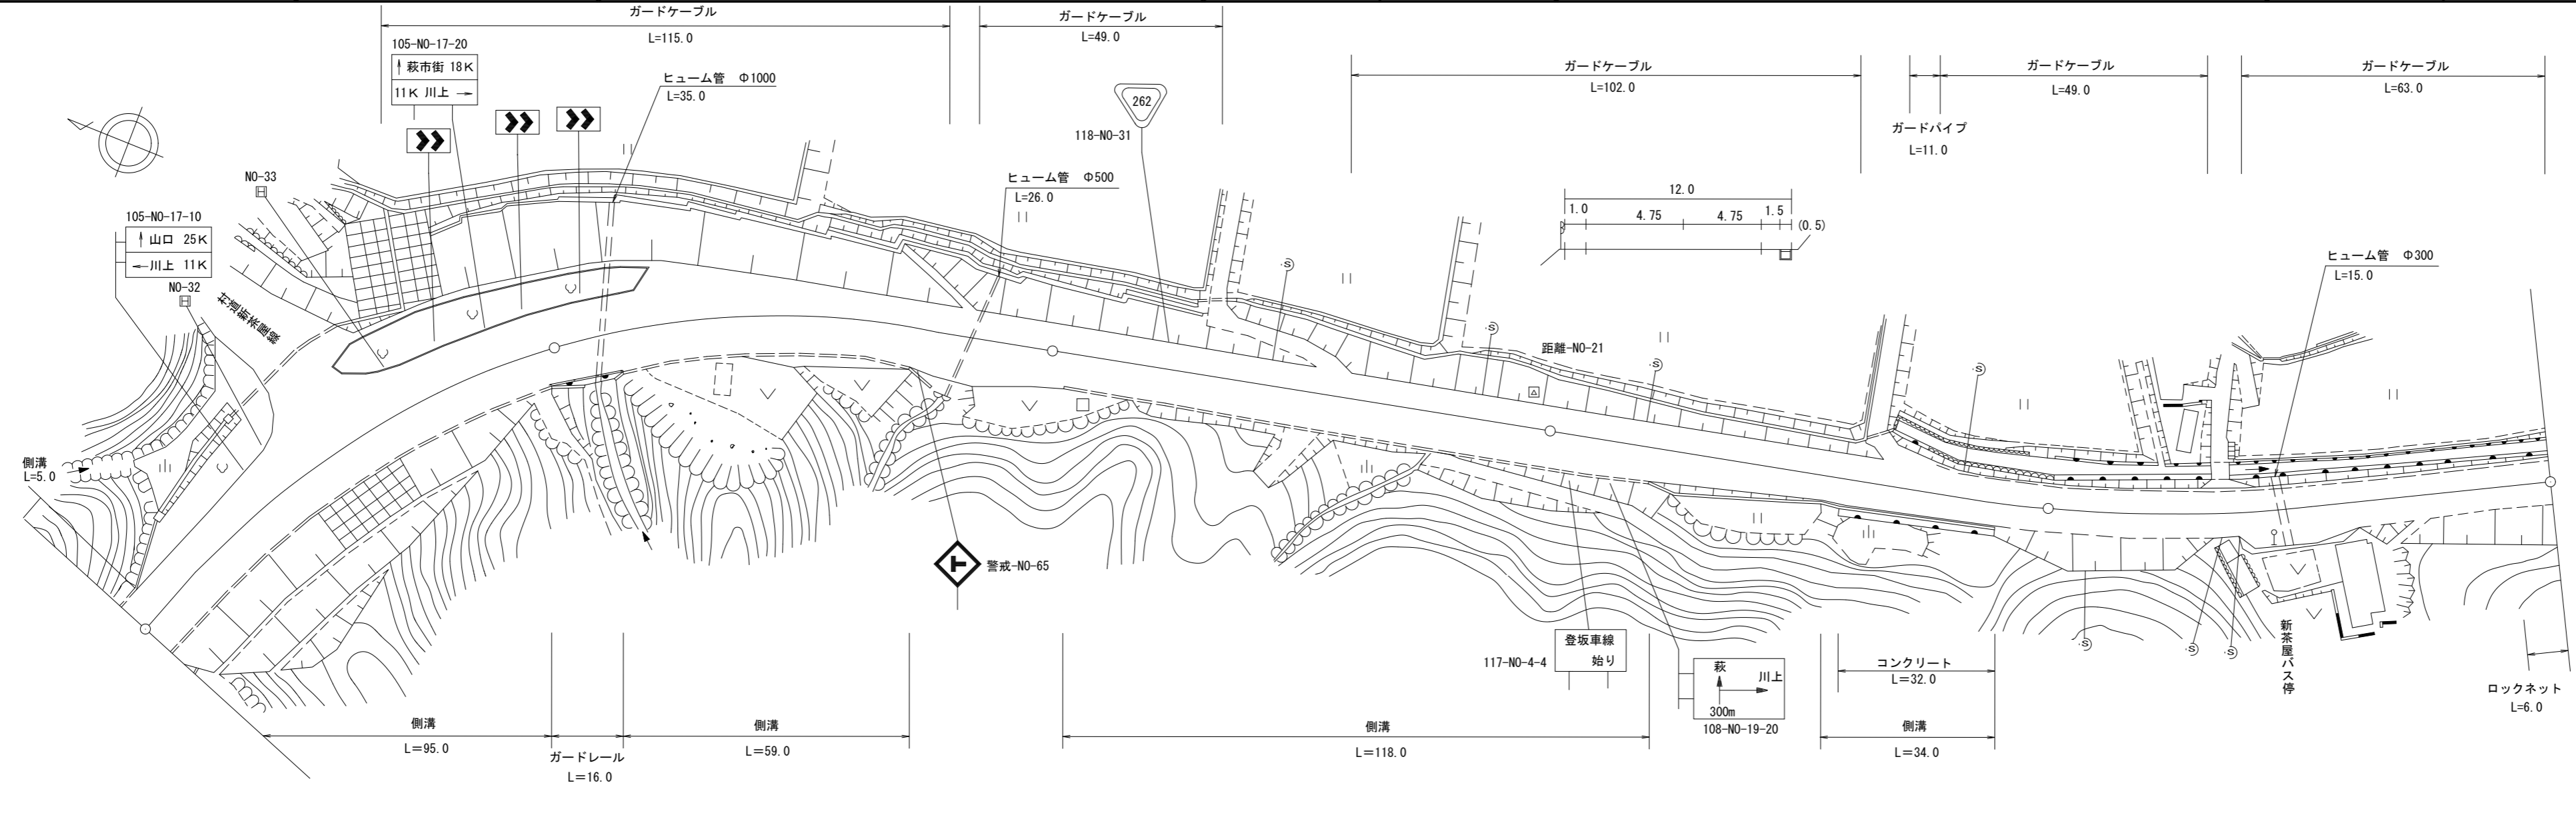 ガードケーブル
L=115.0
ガードケーブル
L=49.0
ガードケーブル
L=102.0
ガードケーブル
L=49.0
ガードケーブル
L=63.0
ガードパイプ
L=11.0
105-NO-17-20
↑ 萩市街 18K
11K 川上 →
ヒューム管 Φ1000
L=35.0
262
118-NO-31
ヒューム管 Φ500
L=26.0
NO-33
H
105-NO-17-10
↑ 山口 25K
←川上 11K
NO-32
H
村道新茶屋線
12.0
1.0
4.75
4.75
1.5
(0.5)
ヒューム管 Φ300
L=15.0
S
S
距離-NO-21
S
S
側溝
L=5.0
警戒-NO-65
登坂車線
始り
117-NO-4-4
萩
川上
300m
108-NO-19-20
コンクリート
L=32.0
S
S
S
新茶屋バス停
ロックネット
L=6.0
側溝
L=95.0
ガードレール
L=16.0
側溝
L=59.0
側溝
L=118.0
側溝
L=34.0